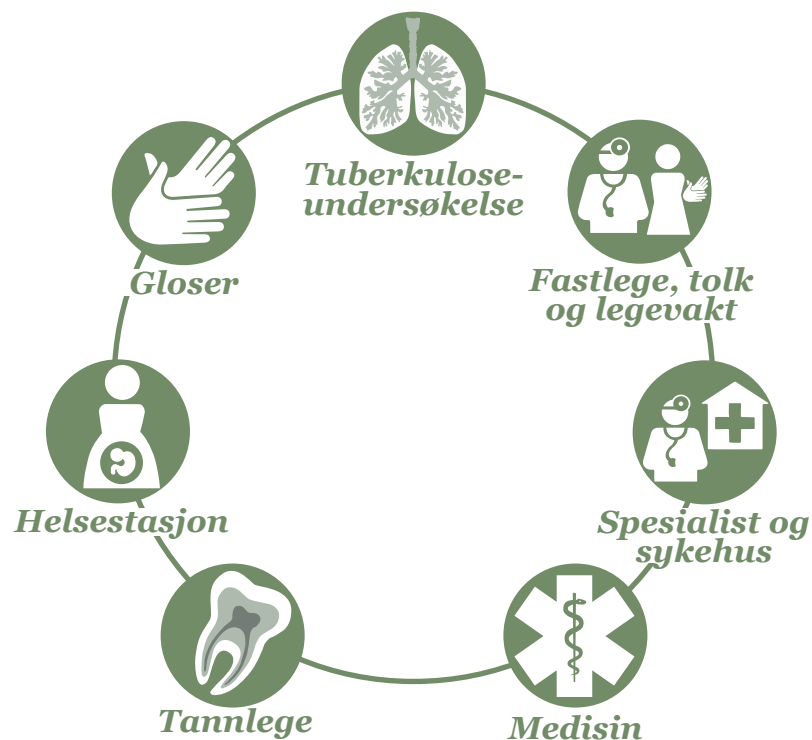 Tuberkulose-
undersøkelse
Fastlege, tolk
og legevakt
Spesialist og
sykehus
Medisin
Tannlege
Helsestasjon
Gloser